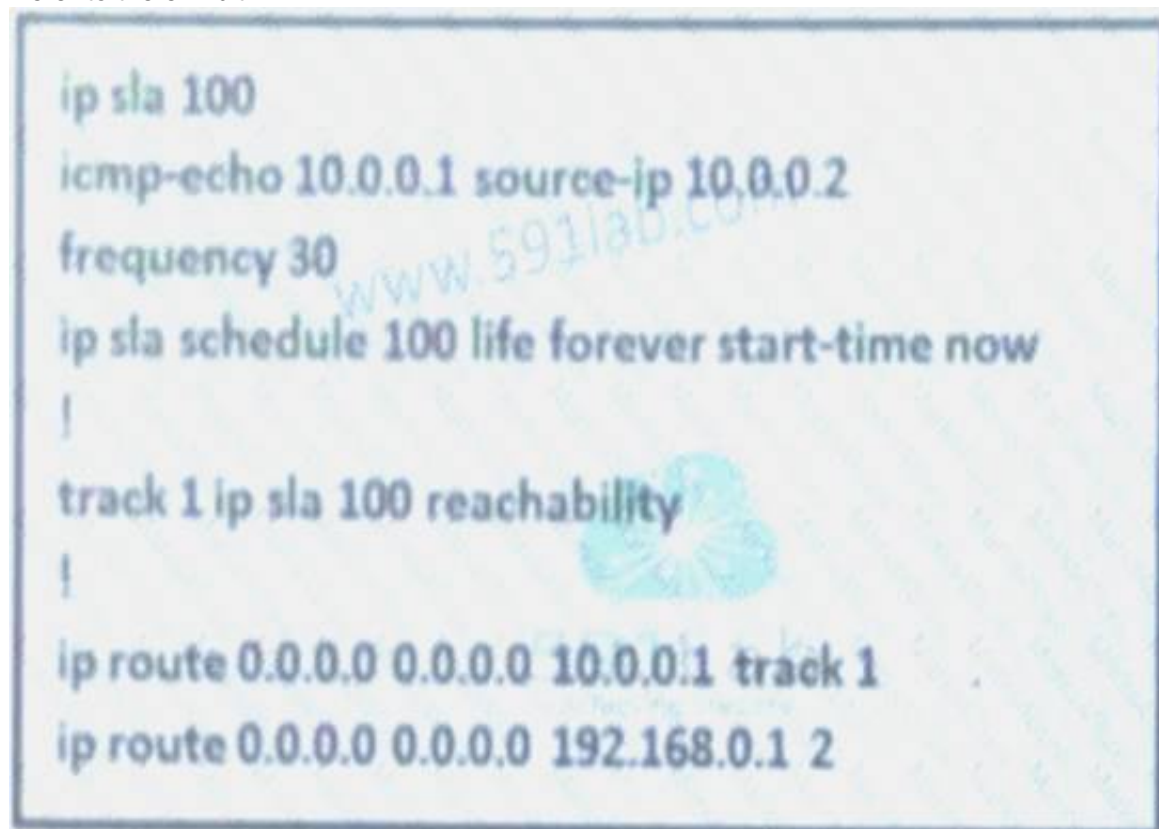 ip sla 100
icmp-echo 10.0.0.1 source-ip 10.0.0.2
frequency 30
www.591lab.com
ip sla schedule 100 life forever start-time now
!
track 1 ip sla 100 reachability
!
ip route 0.0.0.0 0.0.0.0 10.0.0.1 track 1
ip route 0.0.0.0 0.0.0.0 192.168.0.1 2